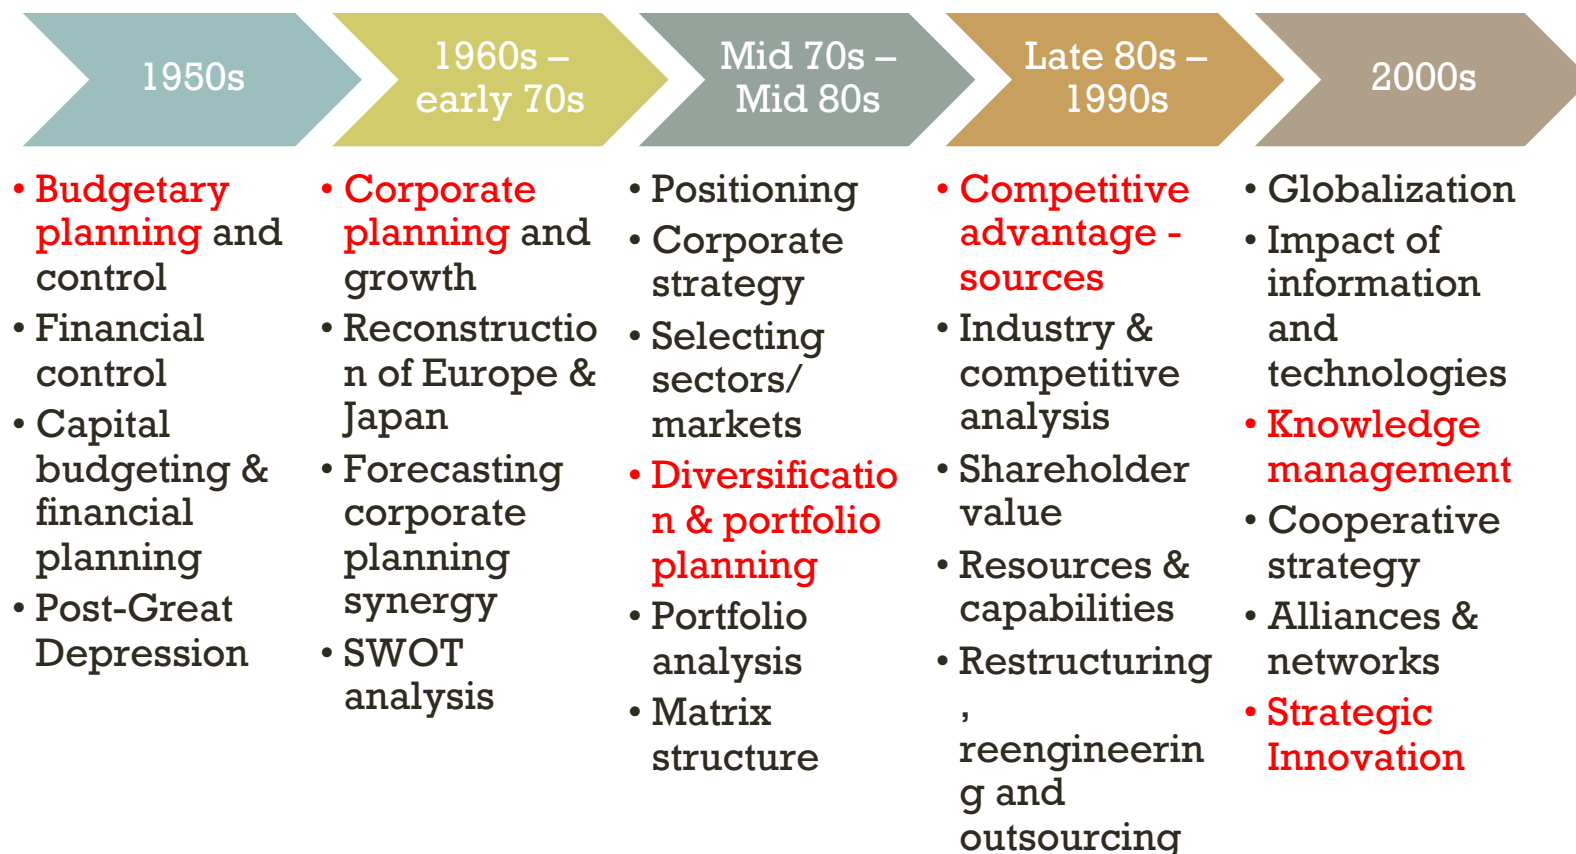 1950s
1960s –
early 70s
Mid 70s –
Mid 80s
Late 80s –
1990s
2000s
• Budgetary
planning and
control
• Financial
control
• Capital
budgeting &
financial
planning
• Post-Great
Depression
• Corporate
planning and
growth
• Reconstructio
n of Europe &
Japan
• Forecasting
corporate
planning
synergy
• SWOT
analysis
• Positioning
• Corporate
strategy
• Selecting
sectors/
markets
• Diversificatio
n & portfolio
planning
• Portfolio
analysis
• Matrix
structure
• Competitive
advantage -
sources
• Industry &
competitive
analysis
• Shareholder
value
• Resources &
capabilities
• Restructuring
,
reengineerin
g and
outsourcing
• Globalization
• Impact of
information
and
technologies
• Knowledge
management
• Cooperative
strategy
• Alliances &
networks
• Strategic
Innovation